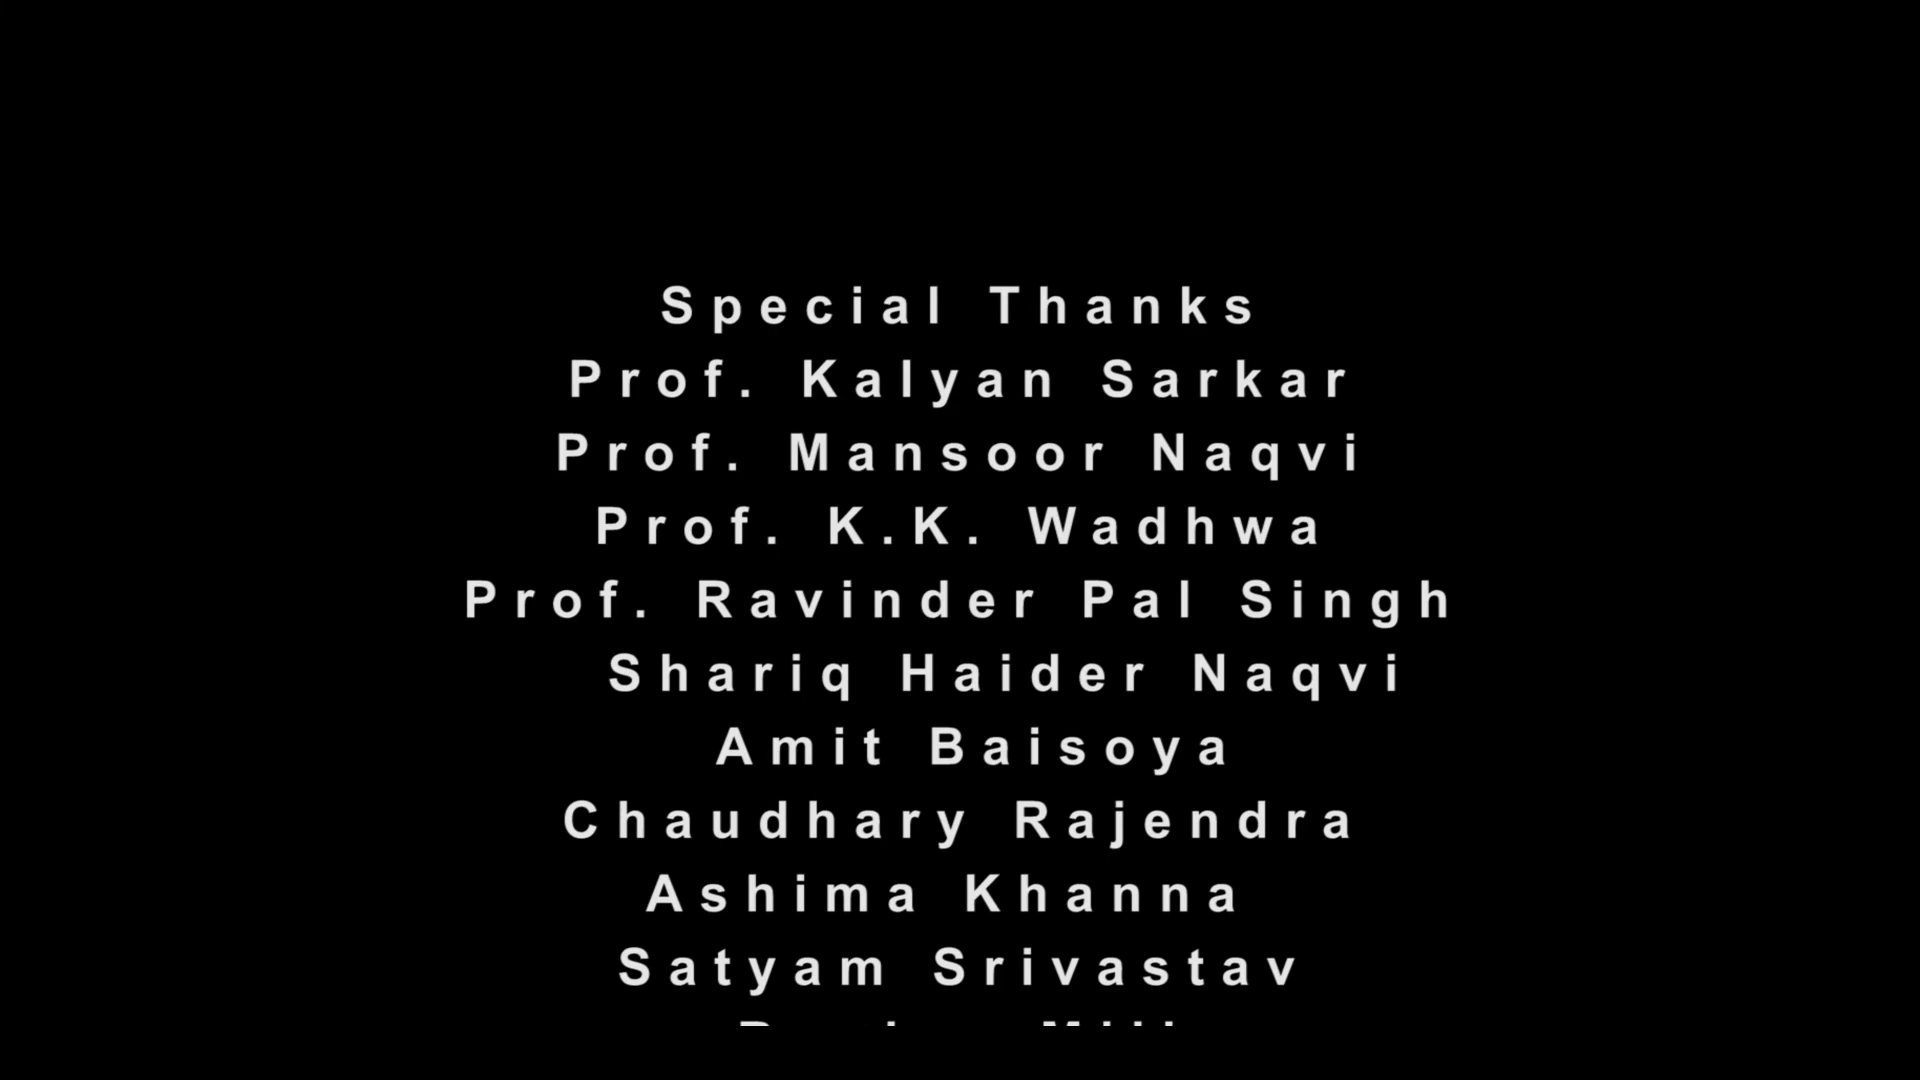 Special Thanks
Prof. Kalyan Sarkar
Prof. Mansoor Naqvi
Prof. K.K. Wadhwa
Prof. Ravinder Pal Singh
Shariq Haider Naqvi
Amit Baisoya
Chaudhary Rajendra
Ashima Khanna
Satyam Srivastav